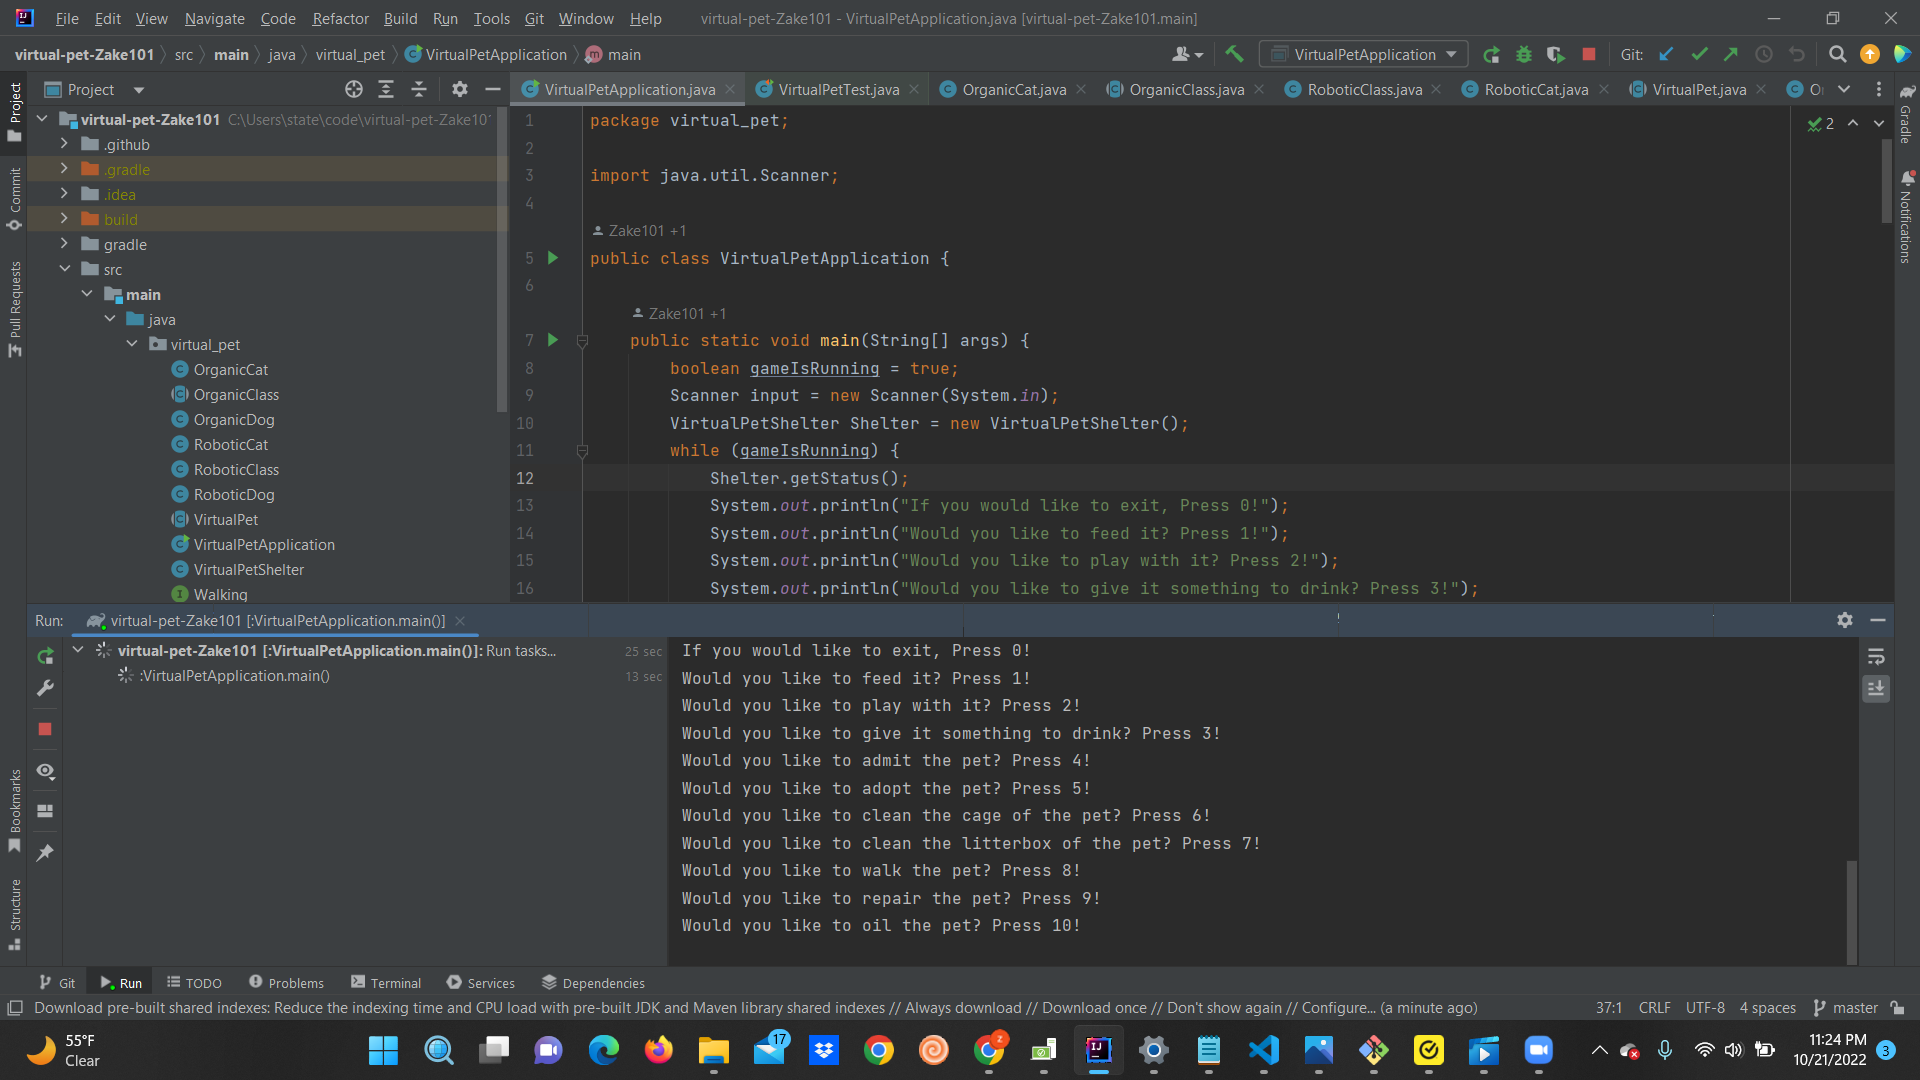 File Edit View Navigate Code Refactor Build Run Tools Git Window Help virtual-pet-Zake101 - VirtualPetApplication.java [virtual-pet-Zake101.main]
virtual-pet-Zake101 src main java virtual_pet VirtualPetApplication main VirtualPetApplication Git:
Project VirtualPetApplication.java VirtualPetTest.java OrganicCat.java OrganicClass.java RoboticClass.java RoboticCat.java VirtualPet.java
Project
Commit
Pull Requests
Bookmarks
Structure
virtual-pet-Zake101 C:\Users\state\code\virtual-pet-Zake10
.github
.gradle
.idea
build
gradle
src
main
java
virtual_pet
OrganicCat
OrganicClass
OrganicDog
RoboticCat
RoboticClass
RoboticDog
VirtualPet
VirtualPetApplication
VirtualPetShelter
Walking
2
1 package virtual_pet;
2
3 import java.util.Scanner;
4
Zake101 +1
5 public class VirtualPetApplication {
6
Zake101 +1
7 public static void main(String[] args) {
8 boolean gameIsRunning = true;
9 Scanner input = new Scanner(System.in);
10 VirtualPetShelter Shelter = new VirtualPetShelter();
11 while (gameIsRunning) {
12 Shelter.getStatus();
13 System.out.println("If you would like to exit, Press 0!");
14 System.out.println("Would you like to feed it? Press 1!");
15 System.out.println("Would you like to play with it? Press 2!");
16 System.out.println("Would you like to give it something to drink? Press 3!");
Gradle
Notifications
Run: virtual-pet-Zake101 [:VirtualPetApplication.main()]
virtual-pet-Zake101 [:VirtualPetApplication.main()]: Run tasks... 25 sec
:VirtualPetApplication.main() 13 sec
If you would like to exit, Press 0!
Would you like to feed it? Press 1!
Would you like to play with it? Press 2!
Would you like to give it something to drink? Press 3!
Would you like to admit the pet? Press 4!
Would you like to adopt the pet? Press 5!
Would you like to clean the cage of the pet? Press 6!
Would you like to clean the litterbox of the pet? Press 7!
Would you like to walk the pet? Press 8!
Would you like to repair the pet? Press 9!
Would you like to oil the pet? Press 10!
Git Run TODO Problems Terminal Services Dependencies
Download pre-built shared indexes: Reduce the indexing time and CPU load with pre-built JDK and Maven library shared indexes // Always download // Download once // Don't show again // Configure... (a minute ago) 37:1 CRLF UTF-8 4 spaces master
55°F
Clear
17
11:24 PM
10/21/2022
3